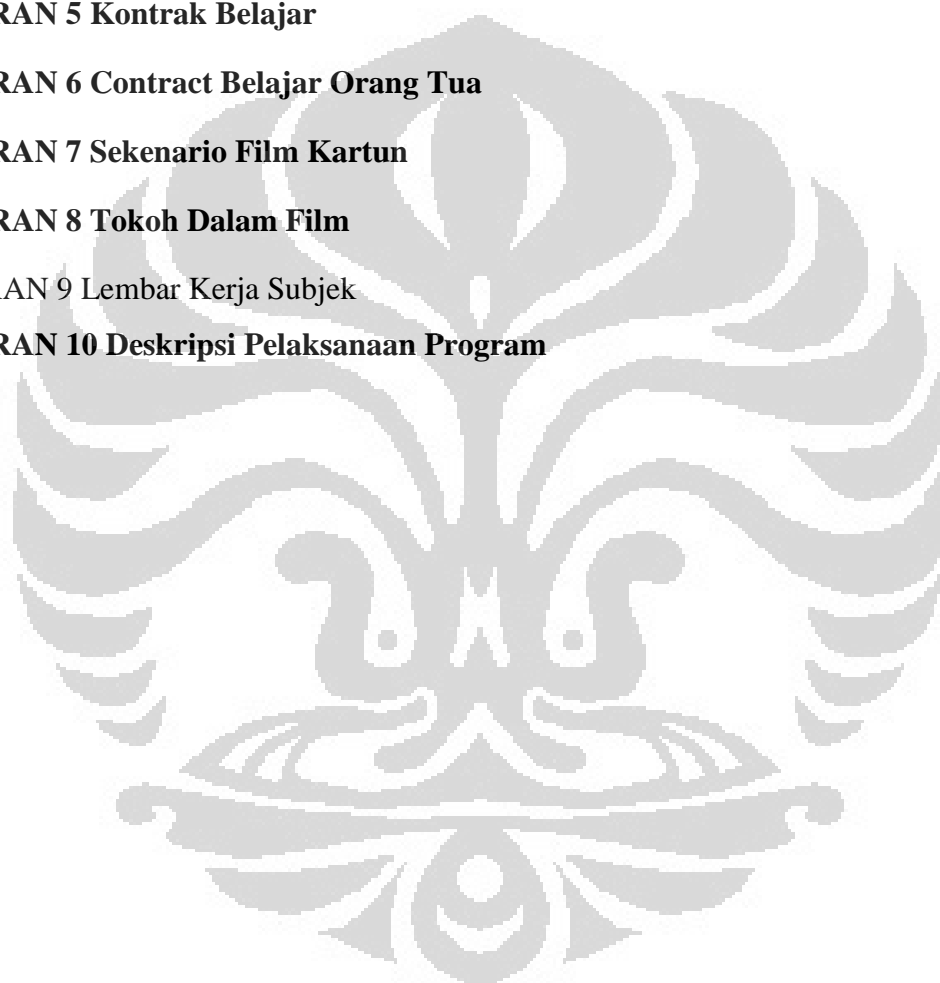 RAN 5 Kontrak Belajar
RAN 6 Contract Belajar Orang Tua
RAN 7 Sekenario Film Kartun
RAN 8 Tokoh Dalam Film
RAN 9 Lembar Kerja Subjek
RAN 10 Deskripsi Pelaksanaan Program